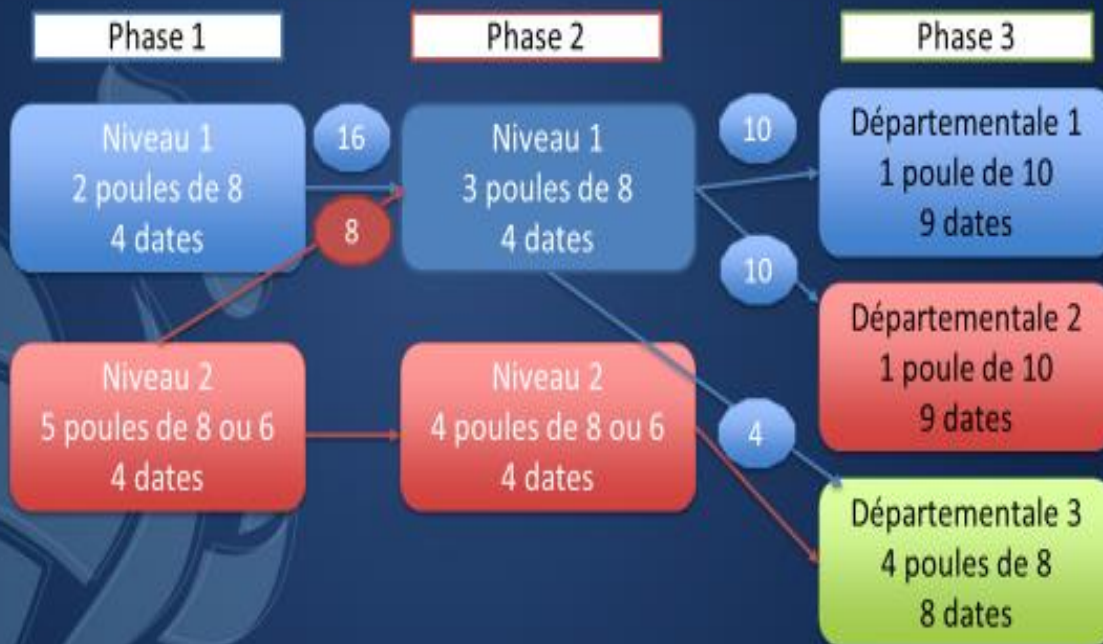 Phase 1
Phase 2
Phase 3
Niveau 1
2 poules de 8
4 dates
16
8
Niveau 1
3 poules de 8
4 dates
10
10
Départementale 1
1 poule de 10
9 dates
Départementale 2
1 poule de 10
9 dates
Niveau 2
5 poules de 8 ou 6
4 dates
Niveau 2
4 poules de 8 ou 6
4 dates
4
Départementale 3
4 poules de 8
8 dates